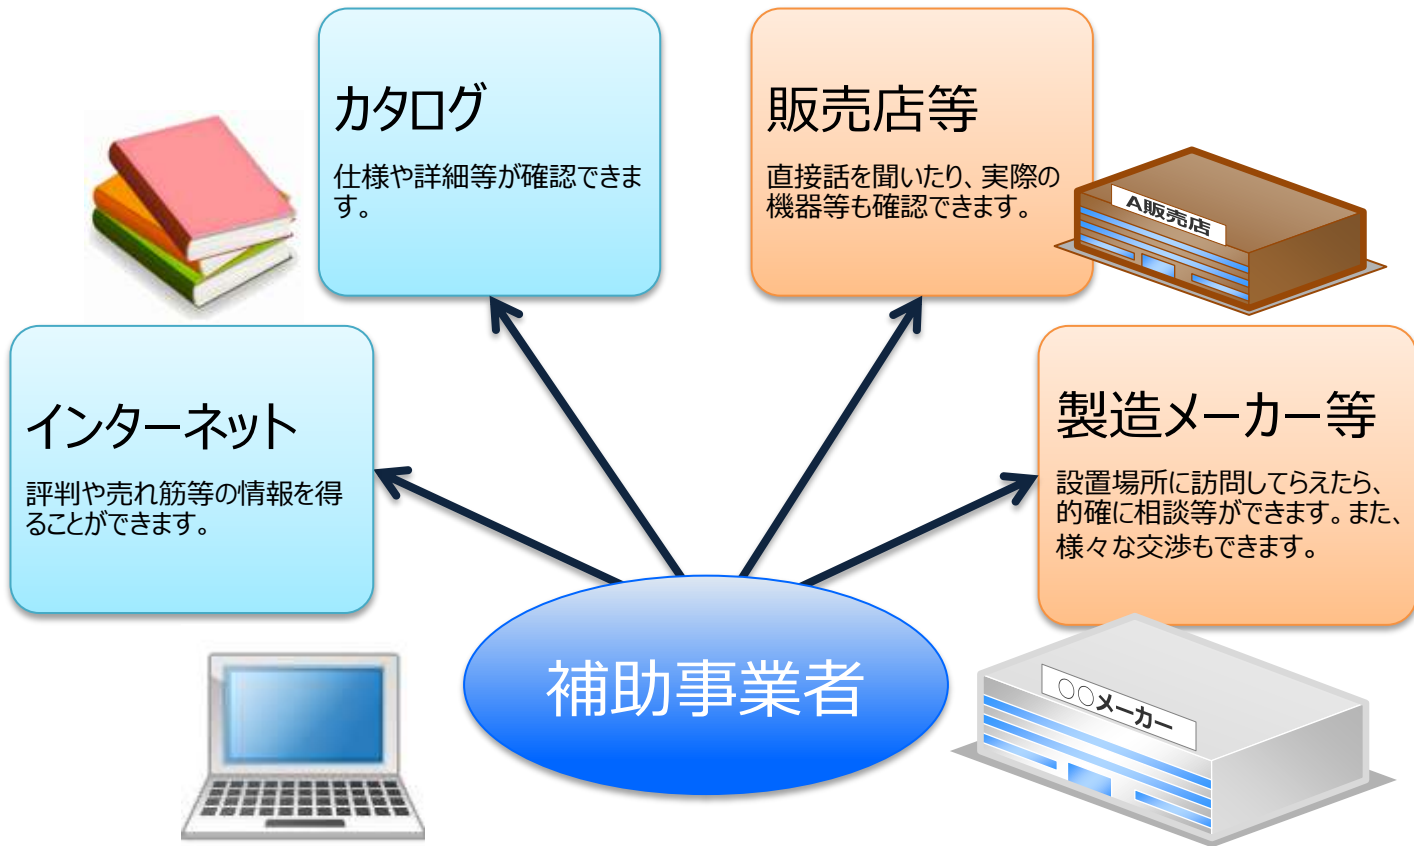 カタログ
仕様や詳細等が確認できま
す。
販売店等
直接話を聞いたり、実際の
機器等も確認できます。
A販売店
インターネット
評判や売れ筋等の情報を得
ることができます。
製造メーカー等
設置場所に訪問してらえたら、
的確に相談等ができます。また、
様々な交渉もできます。
補助事業者
○○メーカー